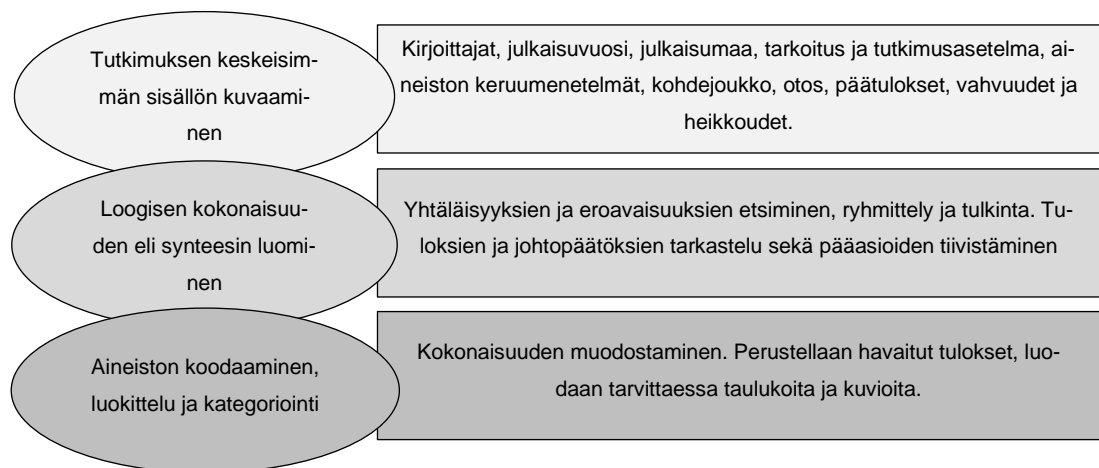 Tutkimuksen keskeisim-
män sisällön kuvaami-
nen
Kirjoittajat, julkaisuvuosi, julkaisumaa, tarkoitus ja tutkimusasetelma, ai-
neiston keruumenetelmät, kohdejoukko, otos, päätulokset, vahvuudet ja
heikkoudet.
Loogisen kokonaisuu-
den eli synteesin luomi-
nen
Yhtäläisyyksien ja eroavaisuuksien etsiminen, ryhmittely ja tulkinta. Tu-
loksien ja johtopäätöksien tarkastelu sekä pääasioiden tiivistäminen
Aineiston koodaaminen,
luokittelu ja kategoriointi
Kokonaisuuden muodostaminen. Perustellaan havaitut tulokset, luo-
daan tarvittaessa taulukoita ja kuvioita.